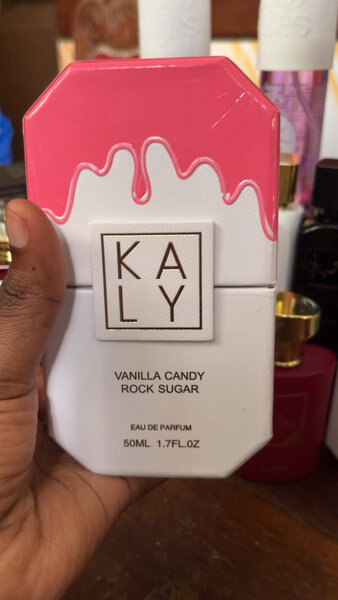 KA
LY
VANILLA CANDY
ROCK SUGAR
EAU DE PARFUM
50ML 1.7FL.OZ